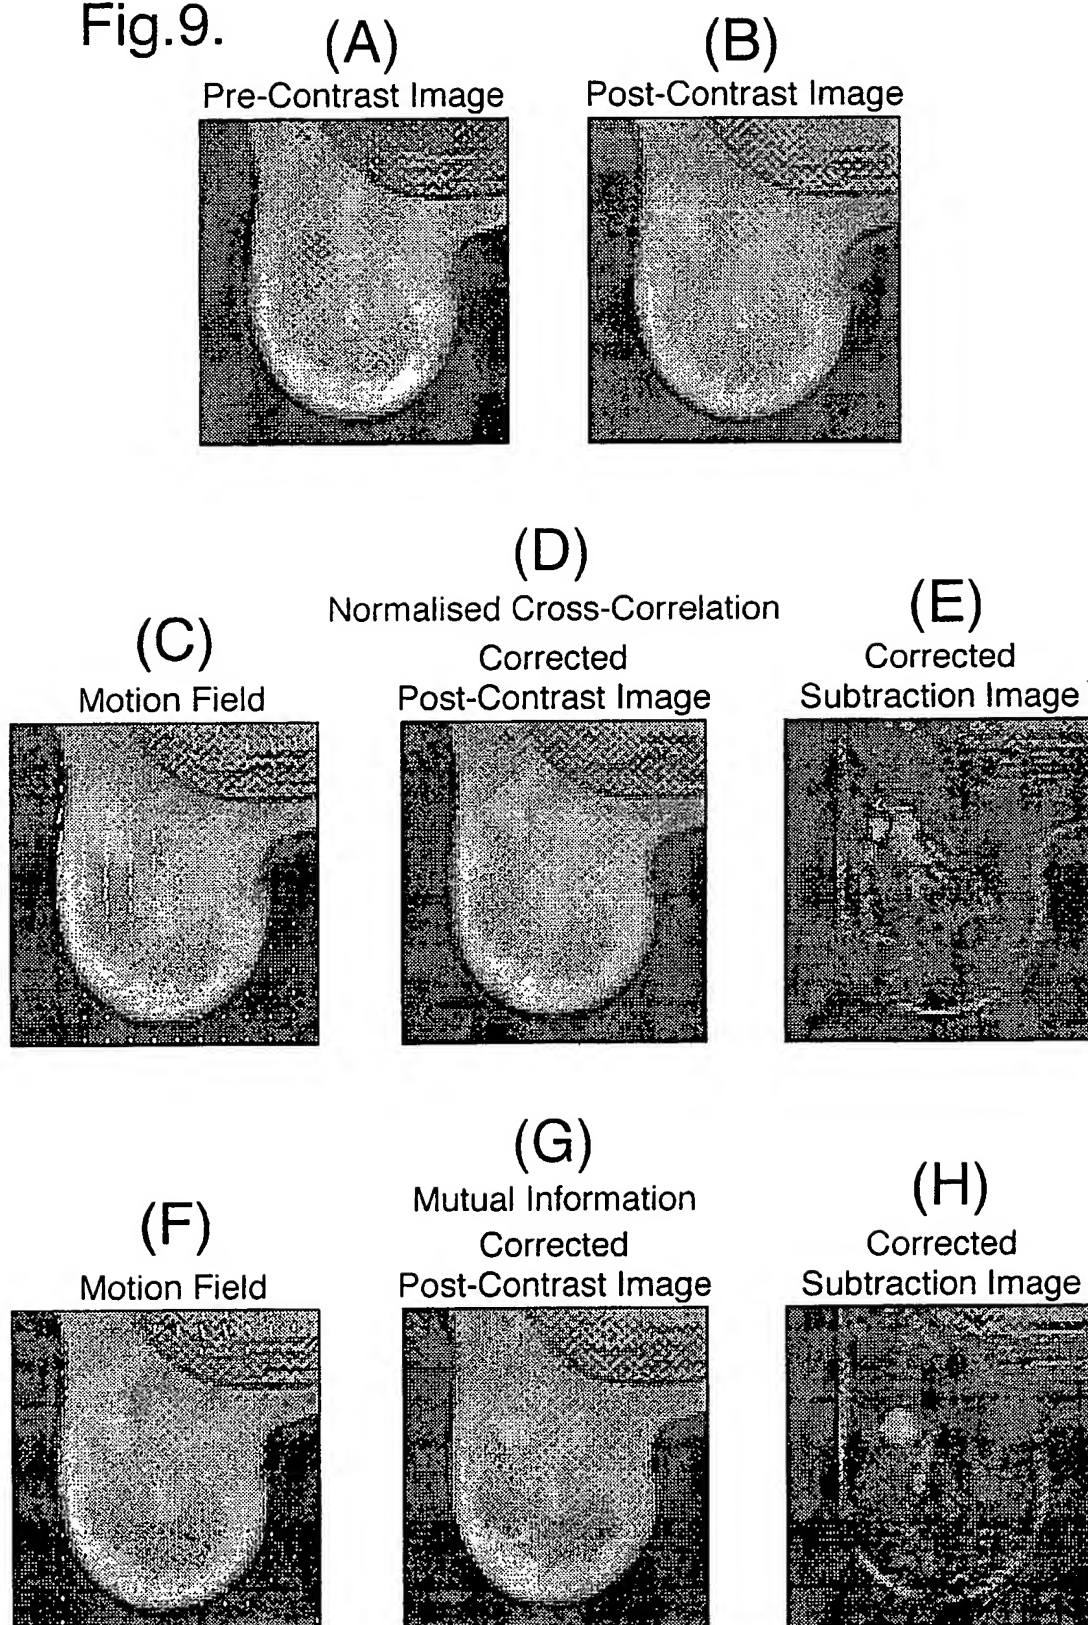 Fig.9.
(A)
Pre-Contrast Image
(B)
Post-Contrast Image
(C)
Motion Field
(D)
Normalised Cross-Correlation
Corrected
Post-Contrast Image
(E)
Corrected
Subtraction Image
(F)
Motion Field
(G)
Mutual Information
Corrected
Post-Contrast Image
(H)
Corrected
Subtraction Image